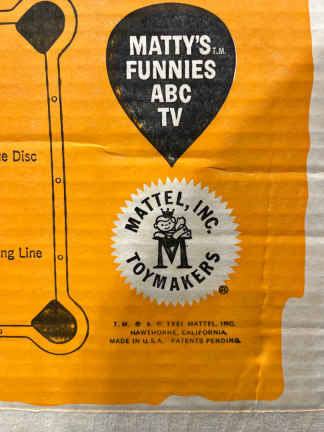 MATTY'S T.M.
FUNNIES
ABC
TV
e Disc
ng Line
MATTEL, INC.
M
TOYMAKERS
®
T.M. ® & © 1961 MATTEL, INC.
HAWTHORNE, CALIFORNIA.
MADE IN U.S.A. PATENTS PENDING.